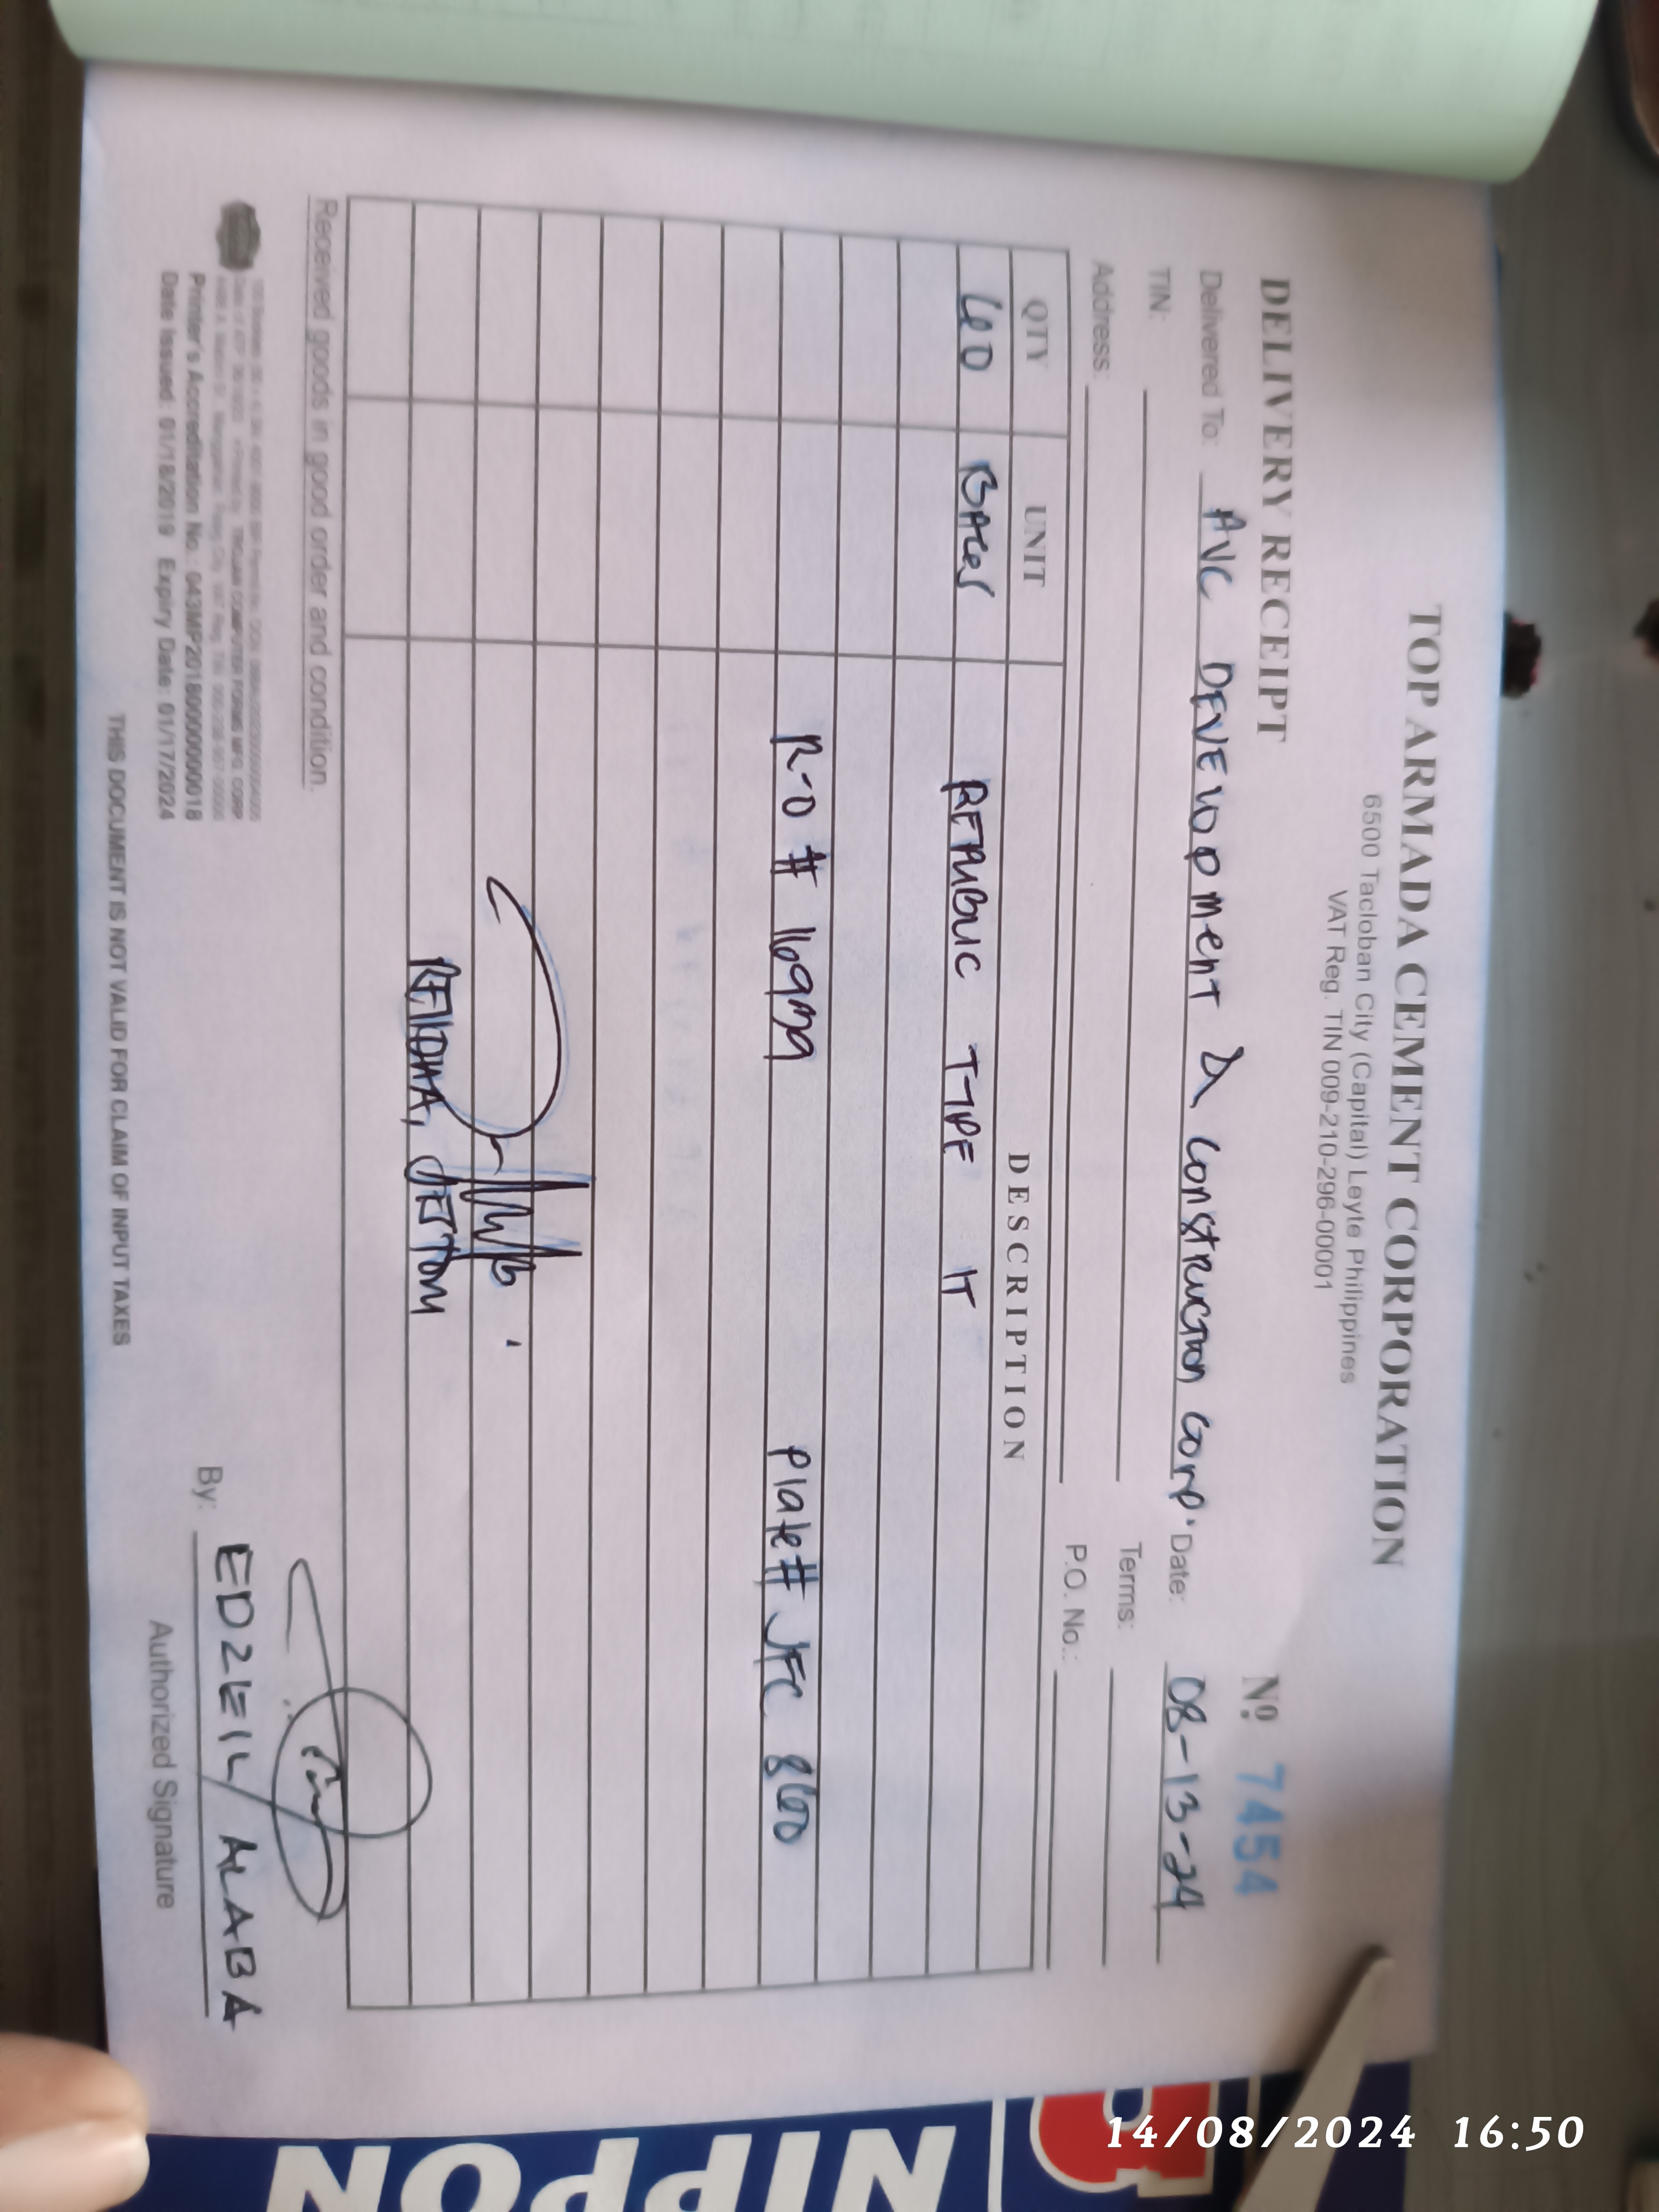 TOP ARMADA CEMENT CORPORATION
6500 Tacloban City (Capital) Leyte Philippines
VAT Reg. TIN 009-210-296-00001
DELIVERY RECEIPT Nº 7454
Delivered To: AVC DEVELOPMENT & CONSTRUCTION CORP. Date: 08-13-24
TIN: Terms:
Address: P.O. No.:
QTY UNIT DESCRIPTION
600 BAGS REPUBLIC TYPE 1T
R-O # Plate# JFC 8600
JESTONI
Received goods in good order and condition.
Printer's Accreditation No.: 043MP20180000000018
Date Issued: 01/18/2019 Expiry Date: 01/17/2024
By: EDZEIL ALABA
Authorized Signature
THIS DOCUMENT IS NOT VALID FOR CLAIM OF INPUT TAXES
NIPPON
14/08/2024 16:50